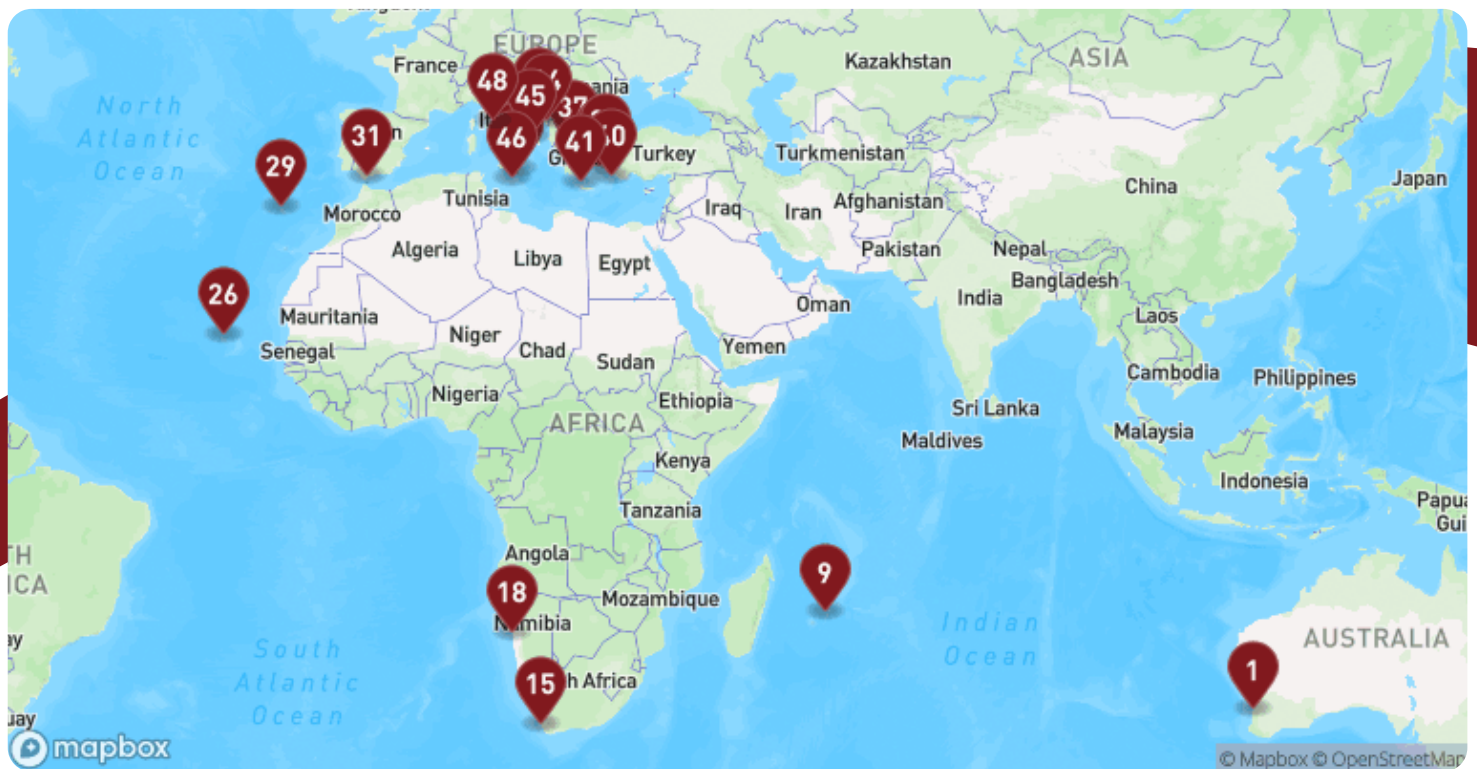 EUROPE
ASIA
Kazakhstan
France
48
45
37
North
Atlantic
Ocean
31
46
41
40
Turkey
Turkmenistan
29
China
Japan
Tunisia
Iraq
Iran
Afghanistan
Morocco
Algeria
Libya
Egypt
Pakistan
Nepal
Bangladesh
India
26
Oman
Mauritania
Laos
Niger
Chad
Sudan
Yemen
Senegal
Nigeria
Ethiopia
Cambodia
Philippines
AFRICA
Sri Lanka
Maldives
Malaysia
Kenya
Indonesia
Tanzania
Angola
9
18
Mozambique
Indian
Ocean
AUSTRALIA
South
Atlantic
Ocean
15
1
mapbox
© Mapbox © OpenStreetMap